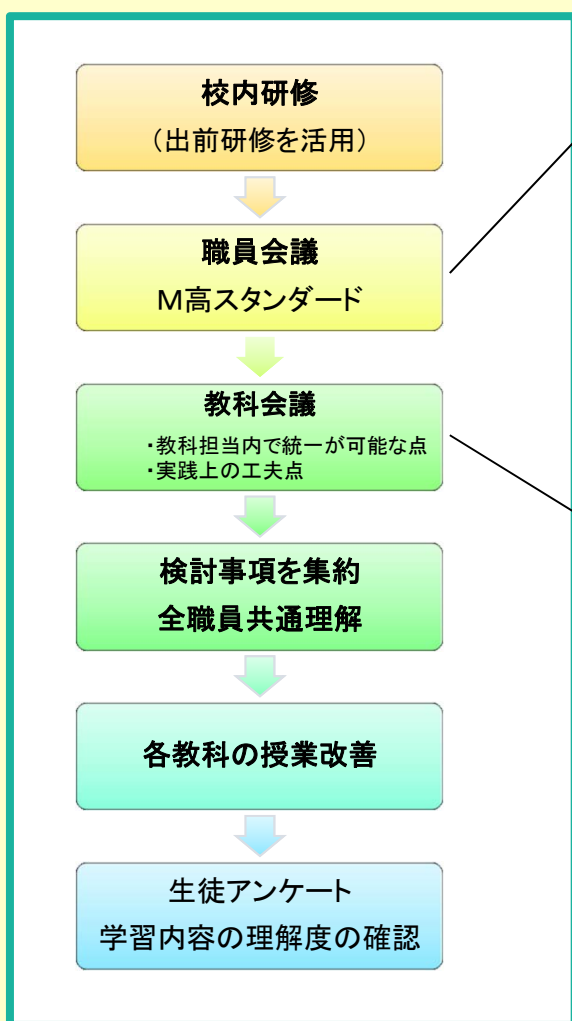 校内研修
（出前研修を活用）
職員会議
M高スタンダード
教科会議
・教科担当内で統一が可能な点
・実践上の工夫点
検討事項を集約
全職員共通理解
各教科の授業改善
生徒アンケート
学習内容の理解度の確認